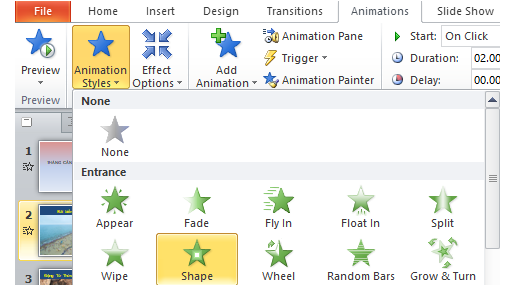 File Home Insert Design Transitions Animations Slide Show
Preview
Preview
Animation Styles
Effect Options
Add Animation
Animation Pane
Trigger
Animation Painter
Start: On Click
Duration: 02.00
Delay: 00.00
None
None
Entrance
Appear Fade Fly In Float In Split
Wipe Shape Wheel Random Bars Grow & Turn
1
2
3